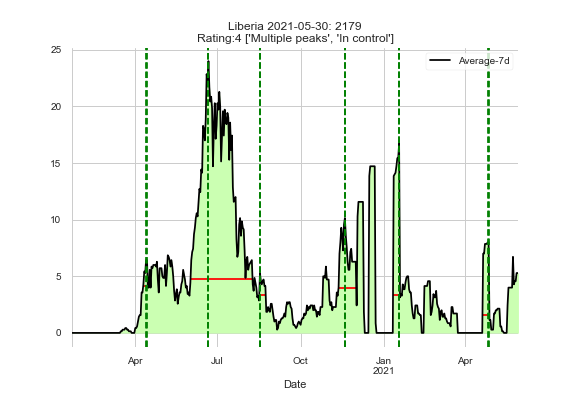 Liberia 2021-05-30: 2179
Rating:4 ['Multiple peaks', 'In control']
Average-7d
25
20
15
10
5
0
Apr
Jul
Oct
Jan
2021
Apr
Date